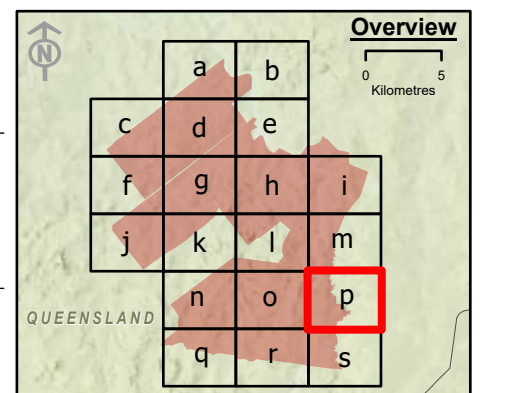 Overview
N
0 5
Kilometres
a b
c d e
f g h i
j k l m
n o p
QUEENSLAND
q r s